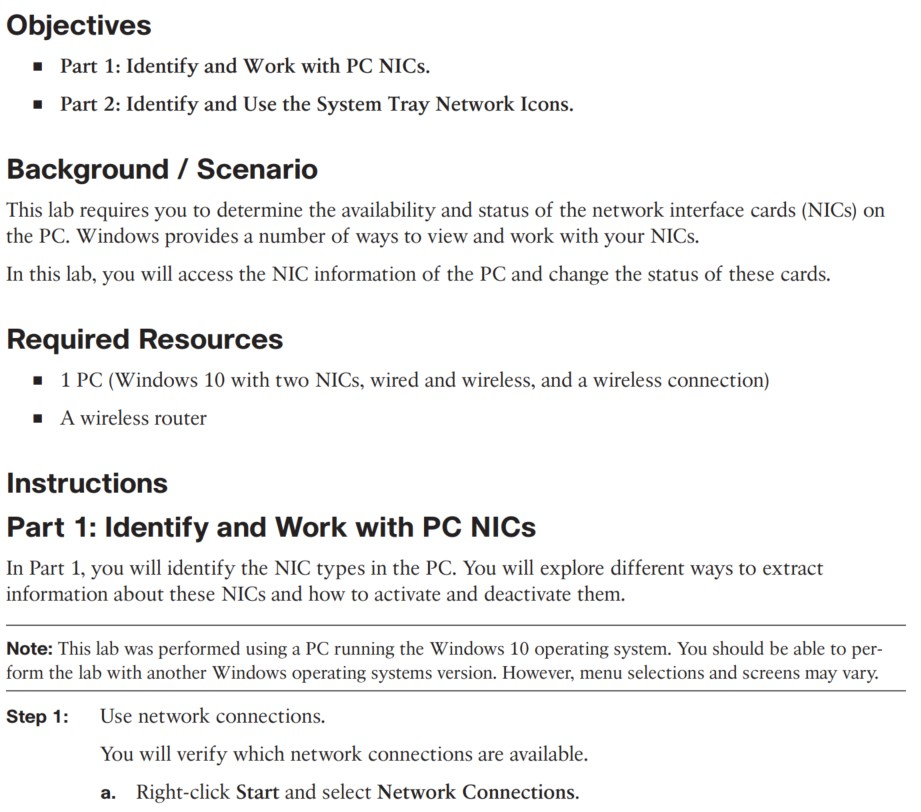 Objectives
■ Part 1: Identify and Work with PC NICs.
■ Part 2: Identify and Use the System Tray Network Icons.
Background / Scenario
This lab requires you to determine the availability and status of the network interface cards (NICs) on
the PC. Windows provides a number of ways to view and work with your NICs.
In this lab, you will access the NIC information of the PC and change the status of these cards.
Required Resources
■ 1 PC (Windows 10 with two NICs, wired and wireless, and a wireless connection)
■ A wireless router
Instructions
Part 1: Identify and Work with PC NICs
In Part 1, you will identify the NIC types in the PC. You will explore different ways to extract
information about these NICs and how to activate and deactivate them.
Note: This lab was performed using a PC running the Windows 10 operating system. You should be able to per-
form the lab with another Windows operating systems version. However, menu selections and screens may vary.
Step 1: Use network connections.
You will verify which network connections are available.
a. Right-click Start and select Network Connections.